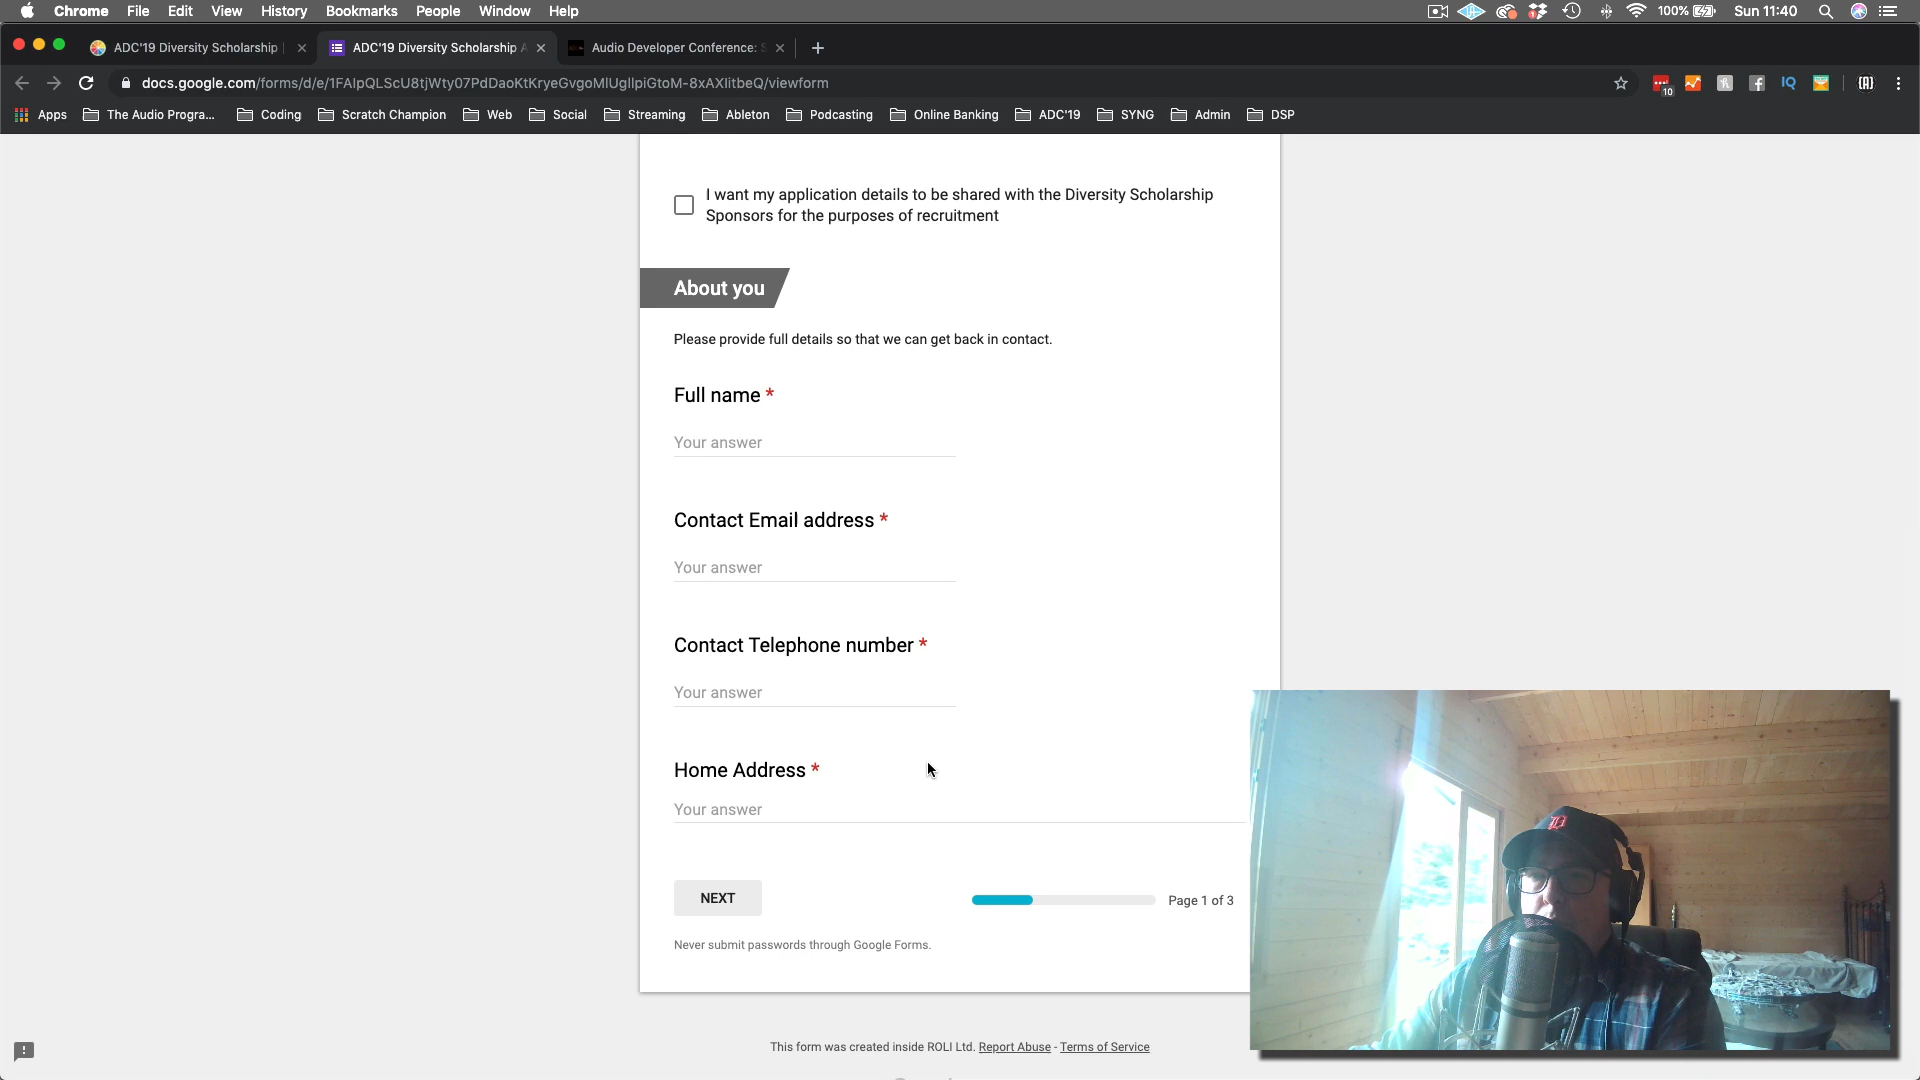 Chrome File Edit View History Bookmarks People Window Help 100% Sun 11:40
ADC'19 Diversity Scholarship ADC'19 Diversity Scholarship A Audio Developer Conference: S
docs.google.com/forms/d/e/1FAIpQLScU8tjWty07PdDaoKtKryeGvgoMlUgllpiGtoM-8xAXlitbeQ/viewform 10 IQ
Apps The Audio Progra... Coding Scratch Champion Web Social Streaming Ableton Podcasting Online Banking ADC'19 SYNG Admin DSP
I want my application details to be shared with the Diversity Scholarship
Sponsors for the purposes of recruitment
About you
Please provide full details so that we can get back in contact.
Full name *
Your answer
Contact Email address *
Your answer
Contact Telephone number *
Your answer
Home Address *
Your answer
NEXT Page 1 of 3
Never submit passwords through Google Forms.
This form was created inside ROLI Ltd. Report Abuse - Terms of Service